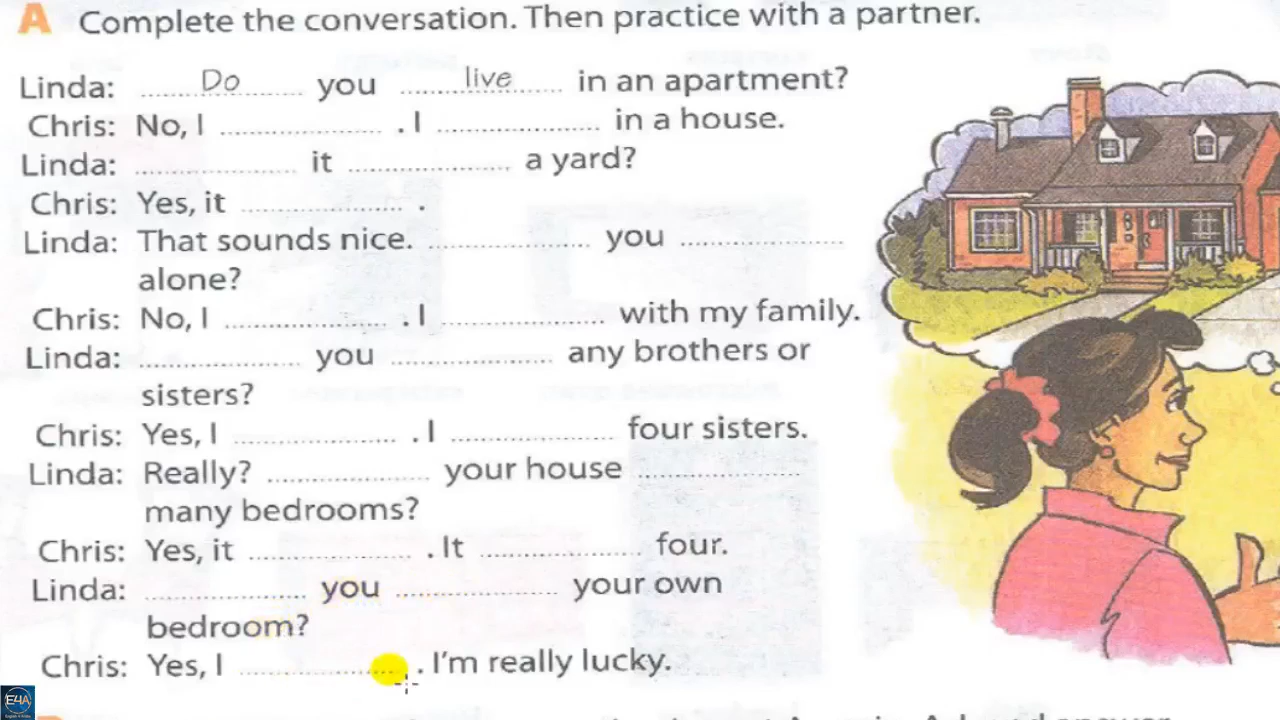 A Complete the conversation. Then practice with a partner.
Linda: Do you live in an apartment?
Chris: No, I .................... . I .................... in a house.
Linda: .................... it .................... a yard?
Chris: Yes, it .................... .
Linda: That sounds nice. .................... you ....................
alone?
Chris: No, I .................... . I .................... with my family.
Linda: .................... you .................... any brothers or
sisters?
Chris: Yes, I .................... . I .................... four sisters.
Linda: Really? .................... your house ....................
many bedrooms?
Chris: Yes, it .................... . It .................... four.
Linda: .................... you .................... your own
bedroom?
Chris: Yes, I .................... . I'm really lucky.
E4A